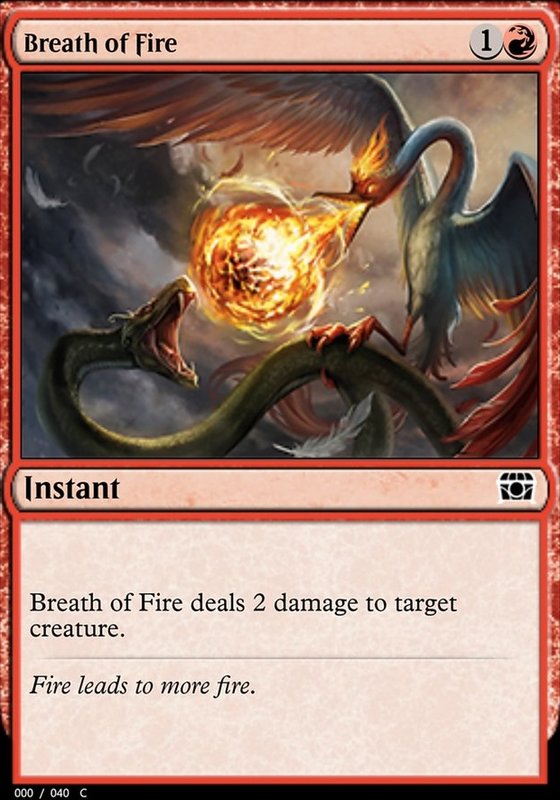 Breath of Fire 1
Instant
Breath of Fire deals 2 damage to target
creature.
Fire leads to more fire.
000 / 040 C